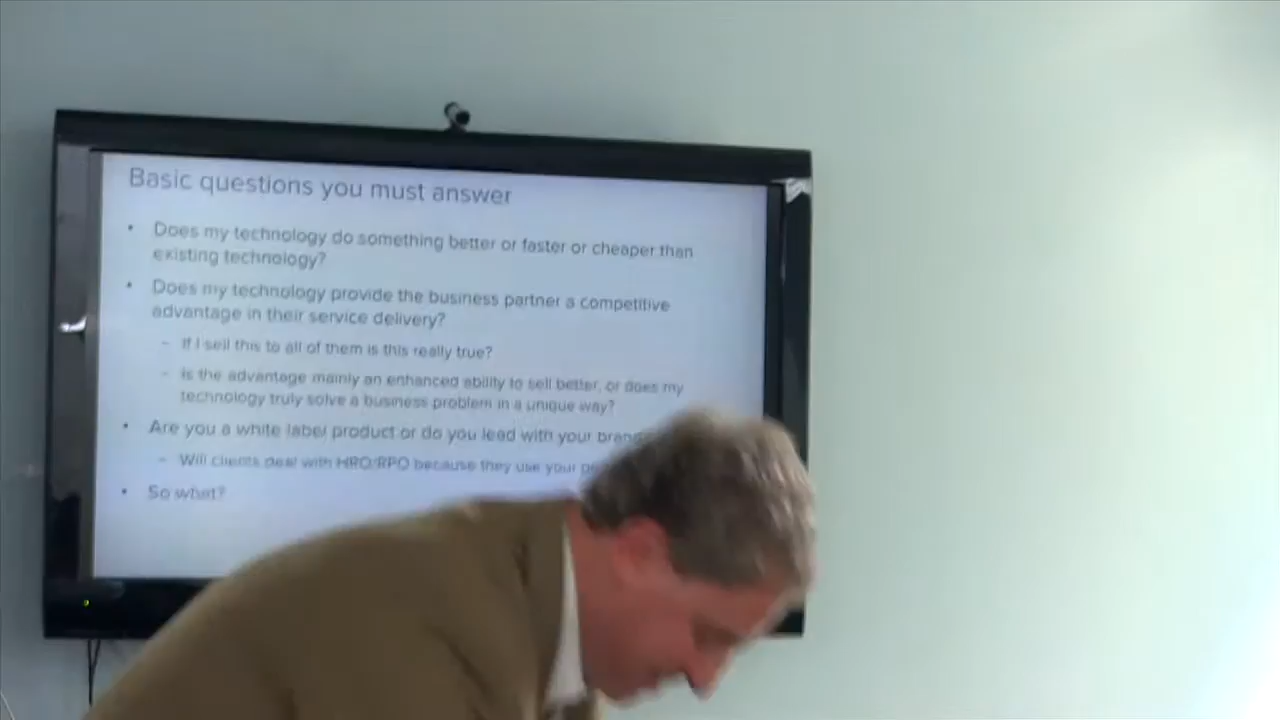 Basic questions you must answer
• Does my technology do something better or faster or cheaper than
existing technology?
• Does my technology provide the business partner a competitive
advantage in their service delivery?
– If I sell this to all of them is this really true?
– Is the advantage mainly an enhanced ability to sell better, or does my
technology truly solve a business problem in a unique way?
• Are you a white label product or do you lead with your brand
– Will clients deal with HRO/RPO because they use your
• So what?